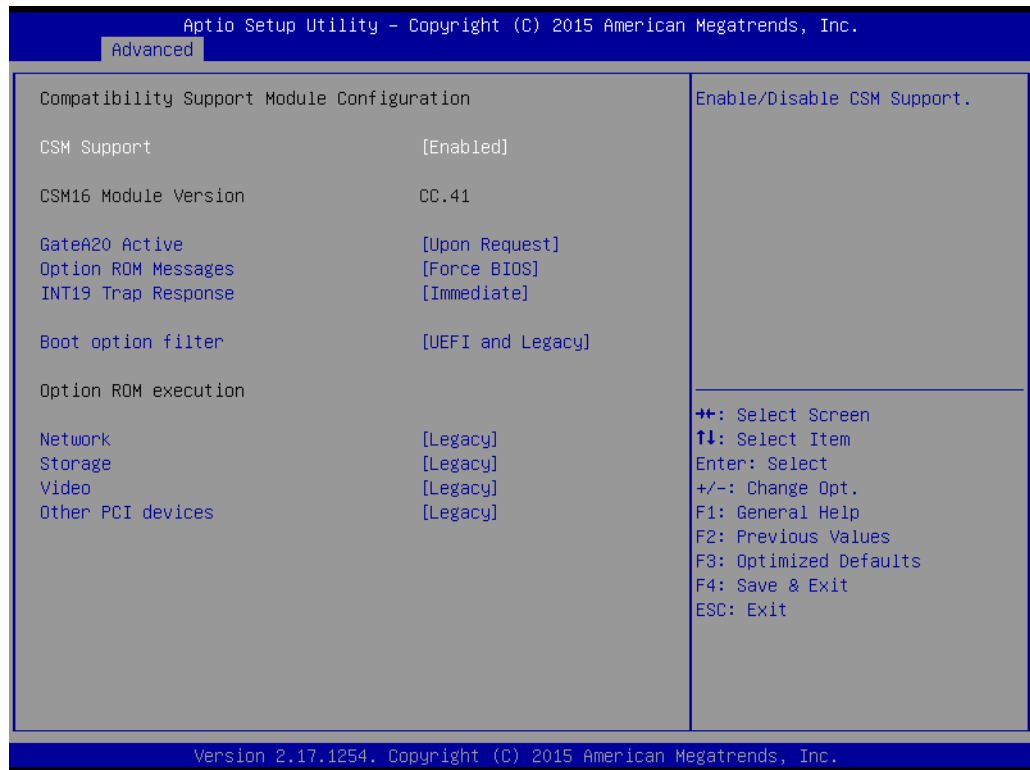 Aptio Setup Utility – Copyright (C) 2015 American Megatrends, Inc.
Advanced
Compatibility Support Module Configuration
CSM Support [Enabled]
CSM16 Module Version CC.41
GateA20 Active [Upon Request]
Option ROM Messages [Force BIOS]
INT19 Trap Response [Immediate]
Boot option filter [UEFI and Legacy]
Option ROM execution
Network [Legacy]
Storage [Legacy]
Video [Legacy]
Other PCI devices [Legacy]
Enable/Disable CSM Support.
→←: Select Screen
↑↓: Select Item
Enter: Select
+/-: Change Opt.
F1: General Help
F2: Previous Values
F3: Optimized Defaults
F4: Save & Exit
ESC: Exit
Version 2.17.1254. Copyright (C) 2015 American Megatrends, Inc.